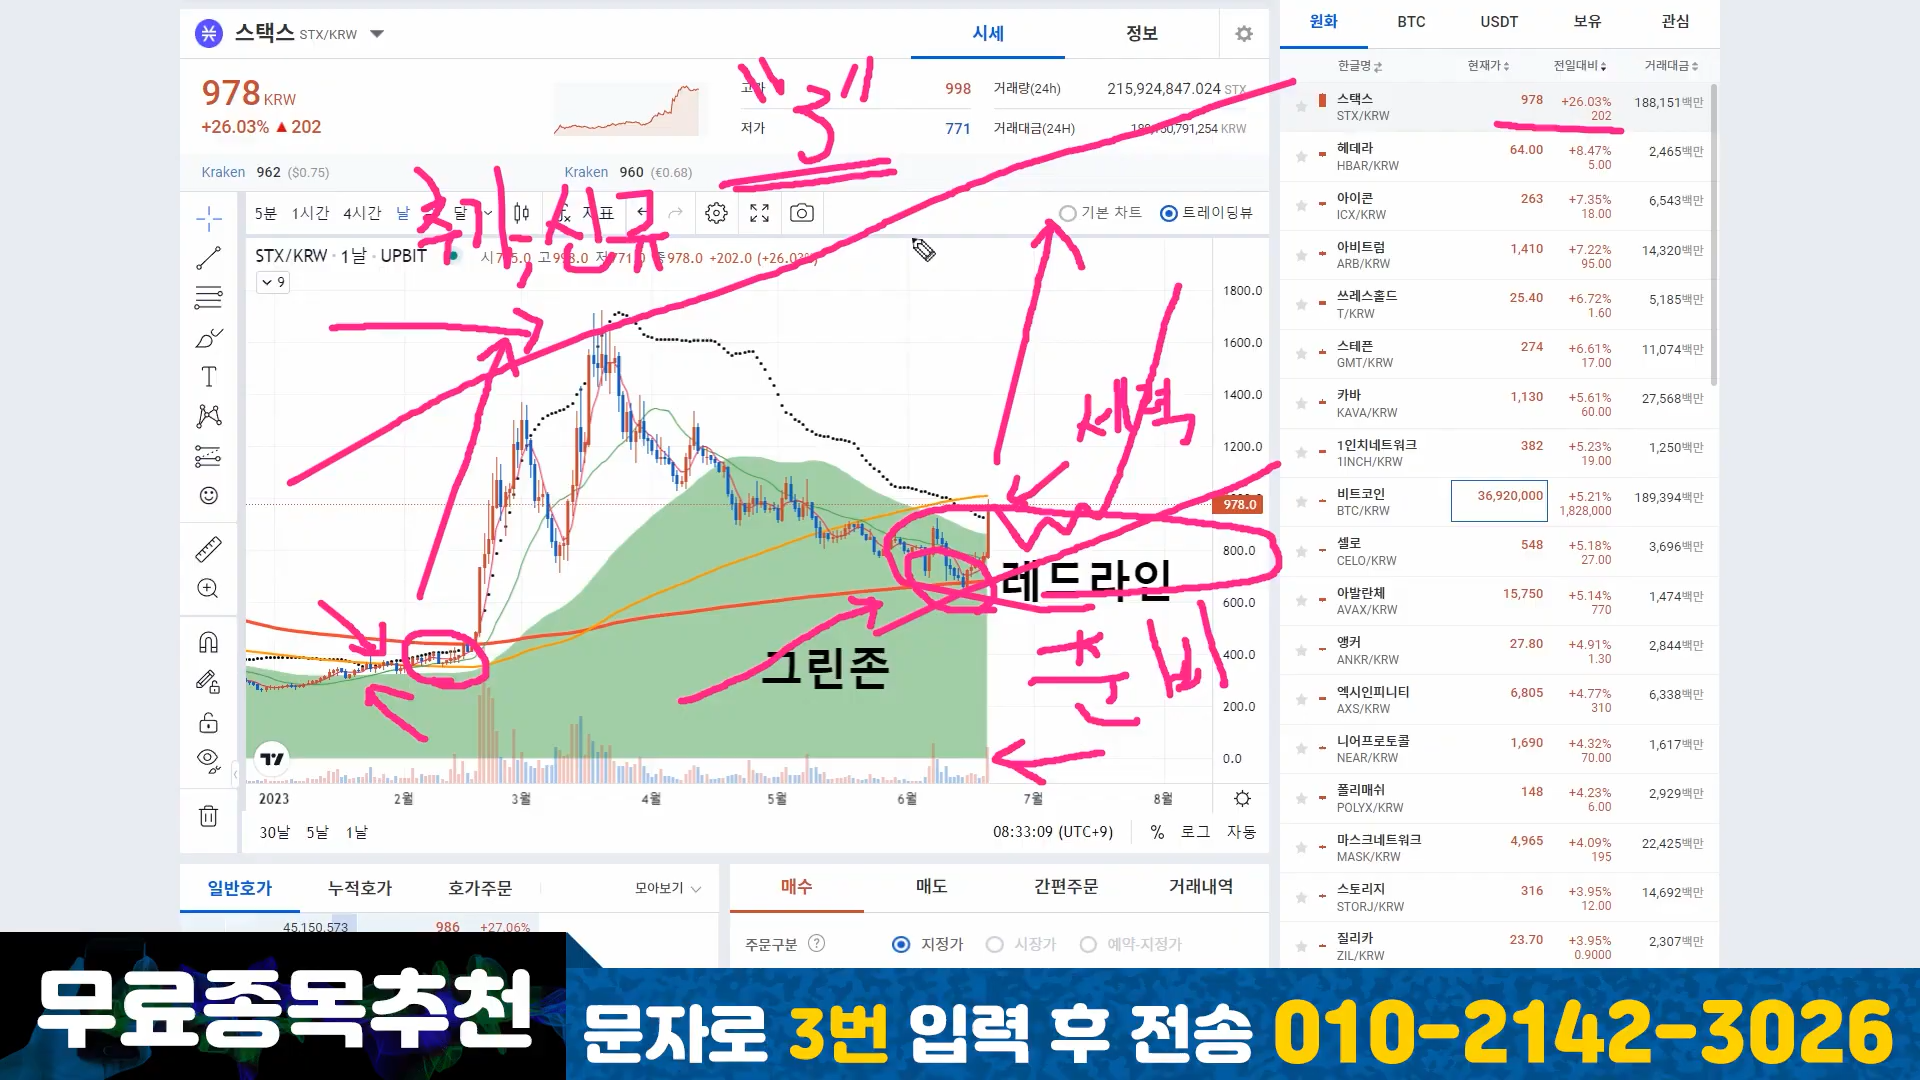 스택스 STX/KRW
시세
정보
978 KRW
+26.03% ▲ 202
고가 998
저가 771
거래량(24h) 215,924,847.024 STX
거래대금(24H)
"3"
Kraken 962 ($0.75)
Kraken 960 (€0.68)
5분 1시간 4시간 날 달 지표
기본 차트 트레이딩뷰
STX/KRW · 1날 · UPBIT
978.0 +202.0
9
추가 신규
세력
1800.0
1600.0
1400.0
1200.0
978.0
800.0
600.0
400.0
200.0
0.0
레드라인
그린존
준비
2023 2월 3월 4월 5월 6월 7월 8월
30날 5날 1날
08:33:09 (UTC+9) % 로그 자동
일반호가 누적호가 호가주문 모아보기
45,150,573 986 +27.06%
매수 매도 간편주문 거래내역
주문구분 지정가 시장가 예약-지정가
원화 BTC USDT 보유 관심
한글명 현재가 전일대비 거래대금
스택스 978 +26.03% 188,151백만
STX/KRW 202
헤데라 64.00 +8.47% 2,465백만
HBAR/KRW 5.00
아이콘 263 +7.35% 6,543백만
ICX/KRW 18.00
아비트럼 1,410 +7.22% 14,320백만
ARB/KRW 95.00
쓰레스홀드 25.40 +6.72% 5,185백만
T/KRW 1.60
스테픈 274 +6.61% 11,074백만
GMT/KRW 17.00
카바 1,130 +5.61% 27,568백만
KAVA/KRW 60.00
1인치네트워크 382 +5.23% 1,250백만
1INCH/KRW 19.00
비트코인 36,920,000 +5.21% 189,394백만
BTC/KRW 1,828,000
셀로 548 +5.18% 3,696백만
CELO/KRW 27.00
아발란체 15,750 +5.14% 1,474백만
AVAX/KRW 770
앵커 27.80 +4.91% 2,844백만
ANKR/KRW 1.30
엑시인피니티 6,805 +4.77% 6,338백만
AXS/KRW 310
니어프로토콜 1,690 +4.32% 1,617백만
NEAR/KRW 70.00
폴리매쉬 148 +4.23% 2,929백만
POLYX/KRW 6.00
마스크네트워크 4,965 +4.09% 22,425백만
MASK/KRW 195
스토리지 316 +3.95% 14,692백만
STORJ/KRW 12.00
질리카 23.70 +3.95% 2,307백만
ZIL/KRW 0.9000
무료종목추천
문자로 3번 입력 후 전송 010-2142-3026